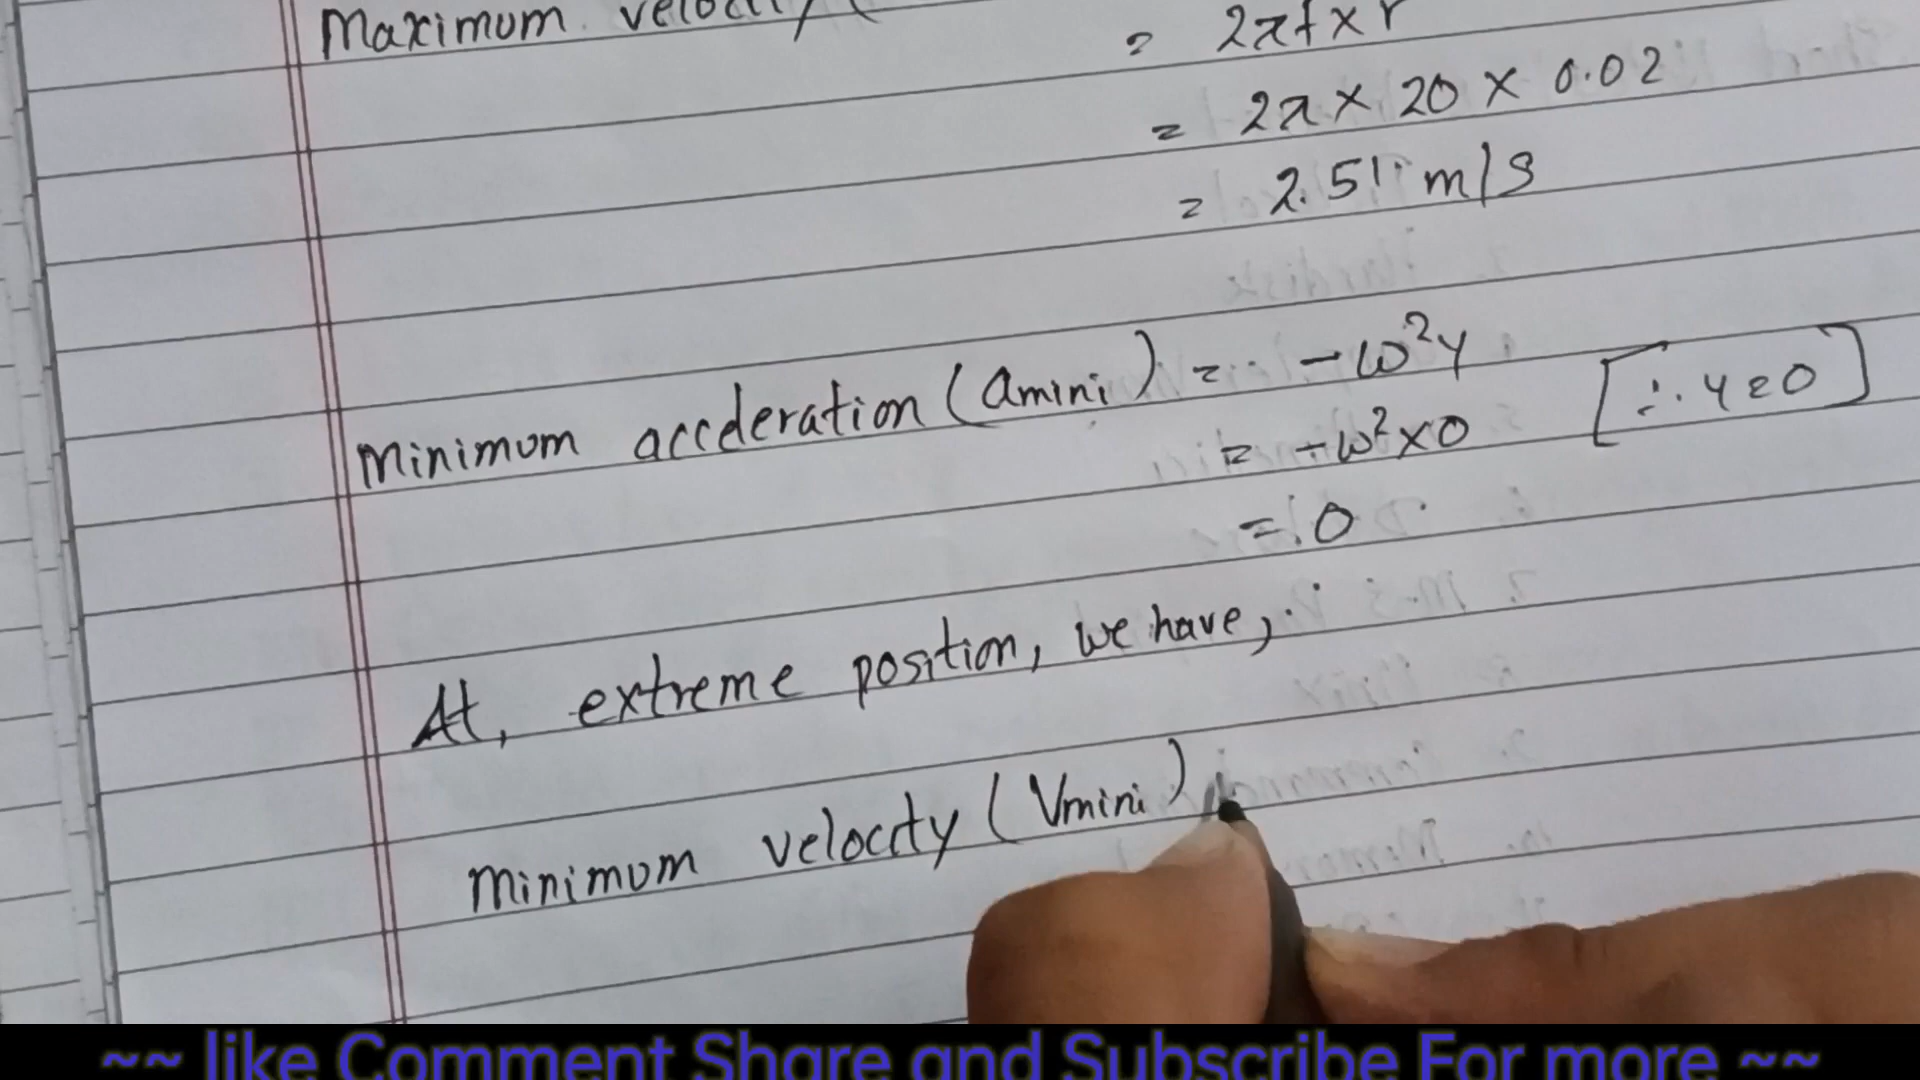 Maximum velocity (
= 2πf × r
= 2π × 20 × 0.02
= 2.51 m/s
Minimum acceleration (amini) = - ω²y [∴ y = 0]
= - ω² × 0
= 0
At, extreme position, we have,
Minimum velocity (Vmini)
~~ like Comment Share and Subscribe For more ~~